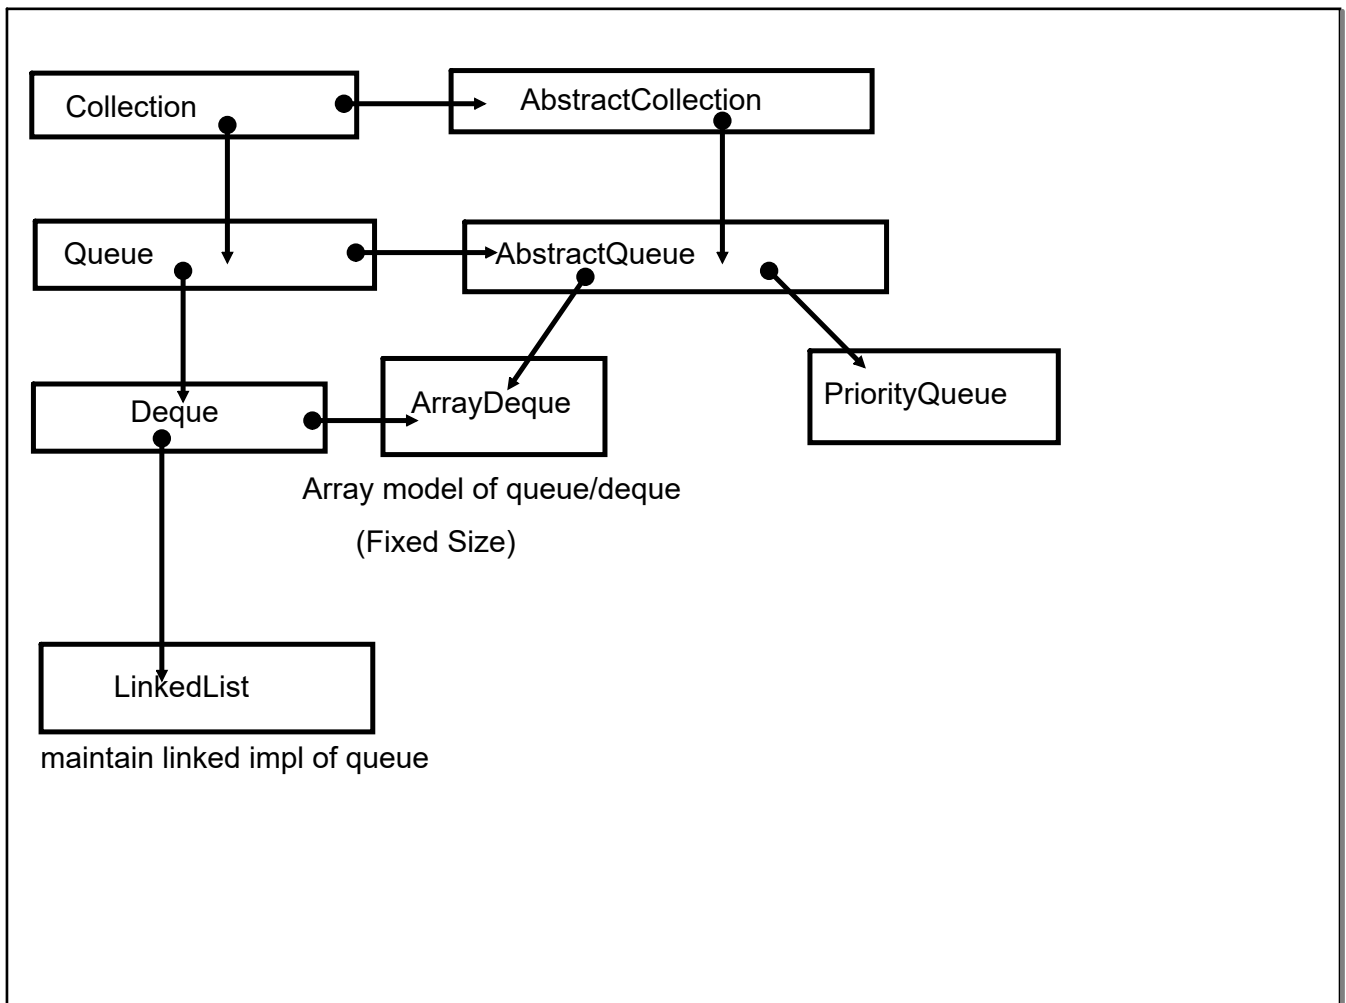 Collection
AbstractCollection
Queue
AbstractQueue
Deque
ArrayDeque
PriorityQueue
Array model of queue/deque
(Fixed Size)
LinkedList
maintain linked impl of queue